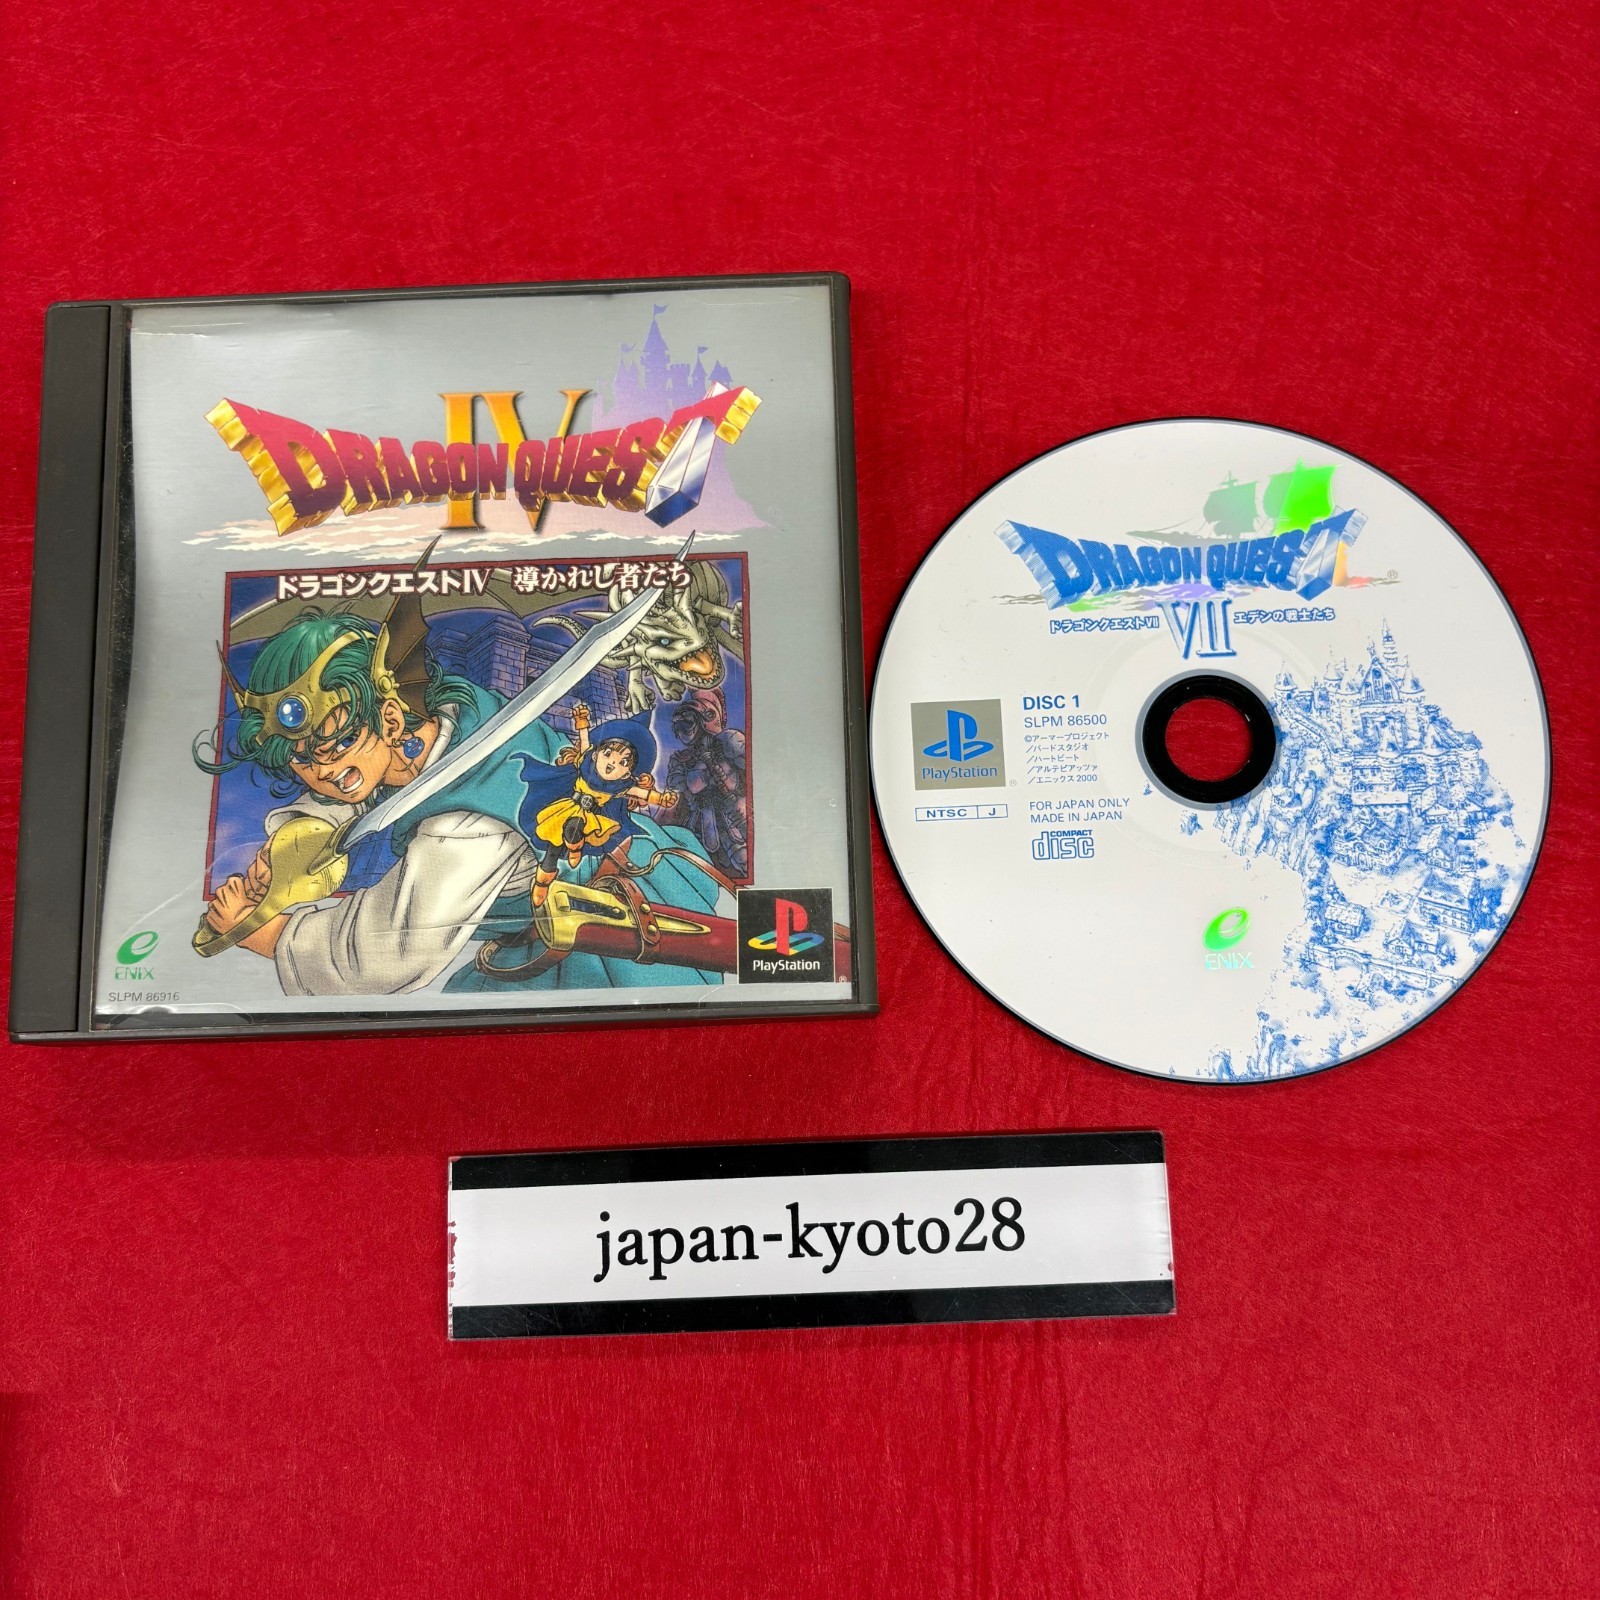 IV
DRAGON QUEST
ドラゴンクエストIV 導かれし者たち
ENIX
SLPM 86916
PlayStation
®
DRAGON QUEST
®
ドラゴンクエストVII VII エデンの戦士たち
DISC 1
SLPM 86500
©アーマープロジェクト
/バードスタジオ
/ハートビート
/アルテピアッツァ
/エニックス 2000
PlayStation
®
NTSC J
FOR JAPAN ONLY
MADE IN JAPAN
COMPACT
disc
ENIX
japan-kyoto28